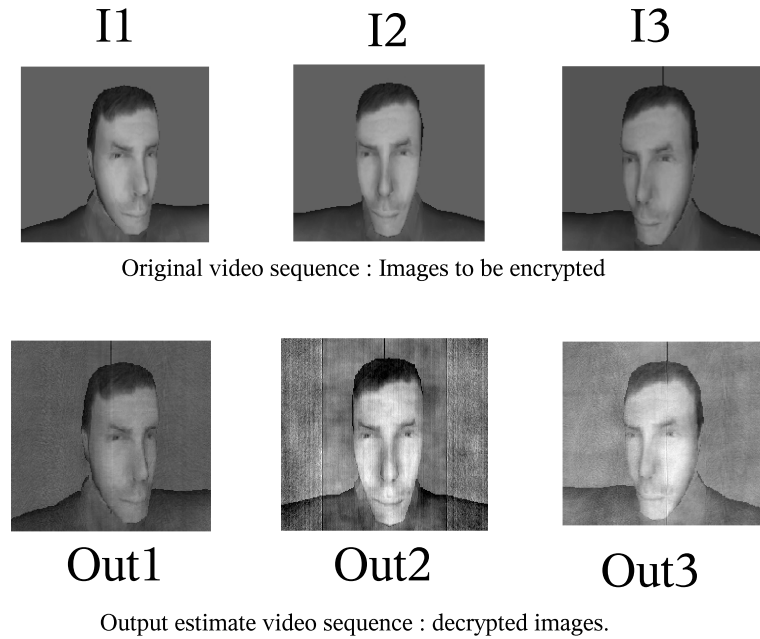 I1 I2 I3
Original video sequence : Images to be encrypted
Out1 Out2 Out3
Output estimate video sequence : decrypted images.